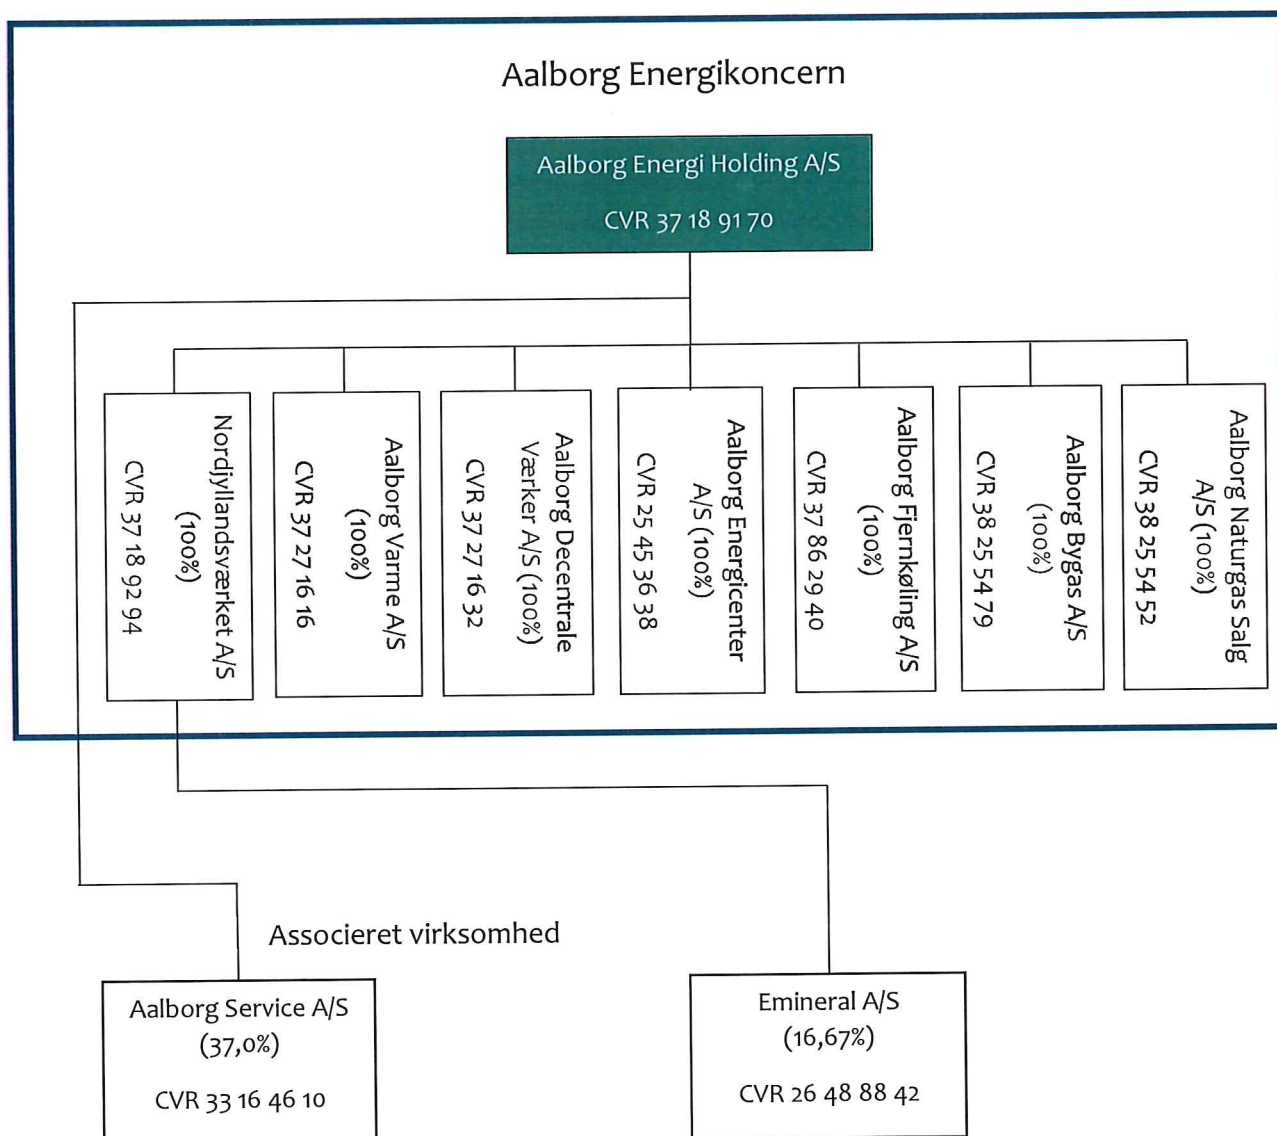 Aalborg Energikoncern
Aalborg Energi Holding A/S
CVR 37 18 91 70
Nordjyllandsværket A/S
(100%)
CVR 37 18 92 94
Aalborg Varme A/S
(100%)
CVR 37 27 16 16
Aalborg Decentrale
Værker A/S (100%)
CVR 37 27 16 32
Aalborg Energicenter
A/S (100%)
CVR 25 45 36 38
Aalborg Fjernkøling A/S
(100%)
CVR 37 86 29 40
Aalborg Bygas A/S
(100%)
CVR 38 25 54 79
Aalborg Naturgas Salg
A/S (100%)
CVR 38 25 54 52
Associeret virksomhed
Aalborg Service A/S
(37,0%)
CVR 33 16 46 10
Emineral A/S
(16,67%)
CVR 26 48 88 42